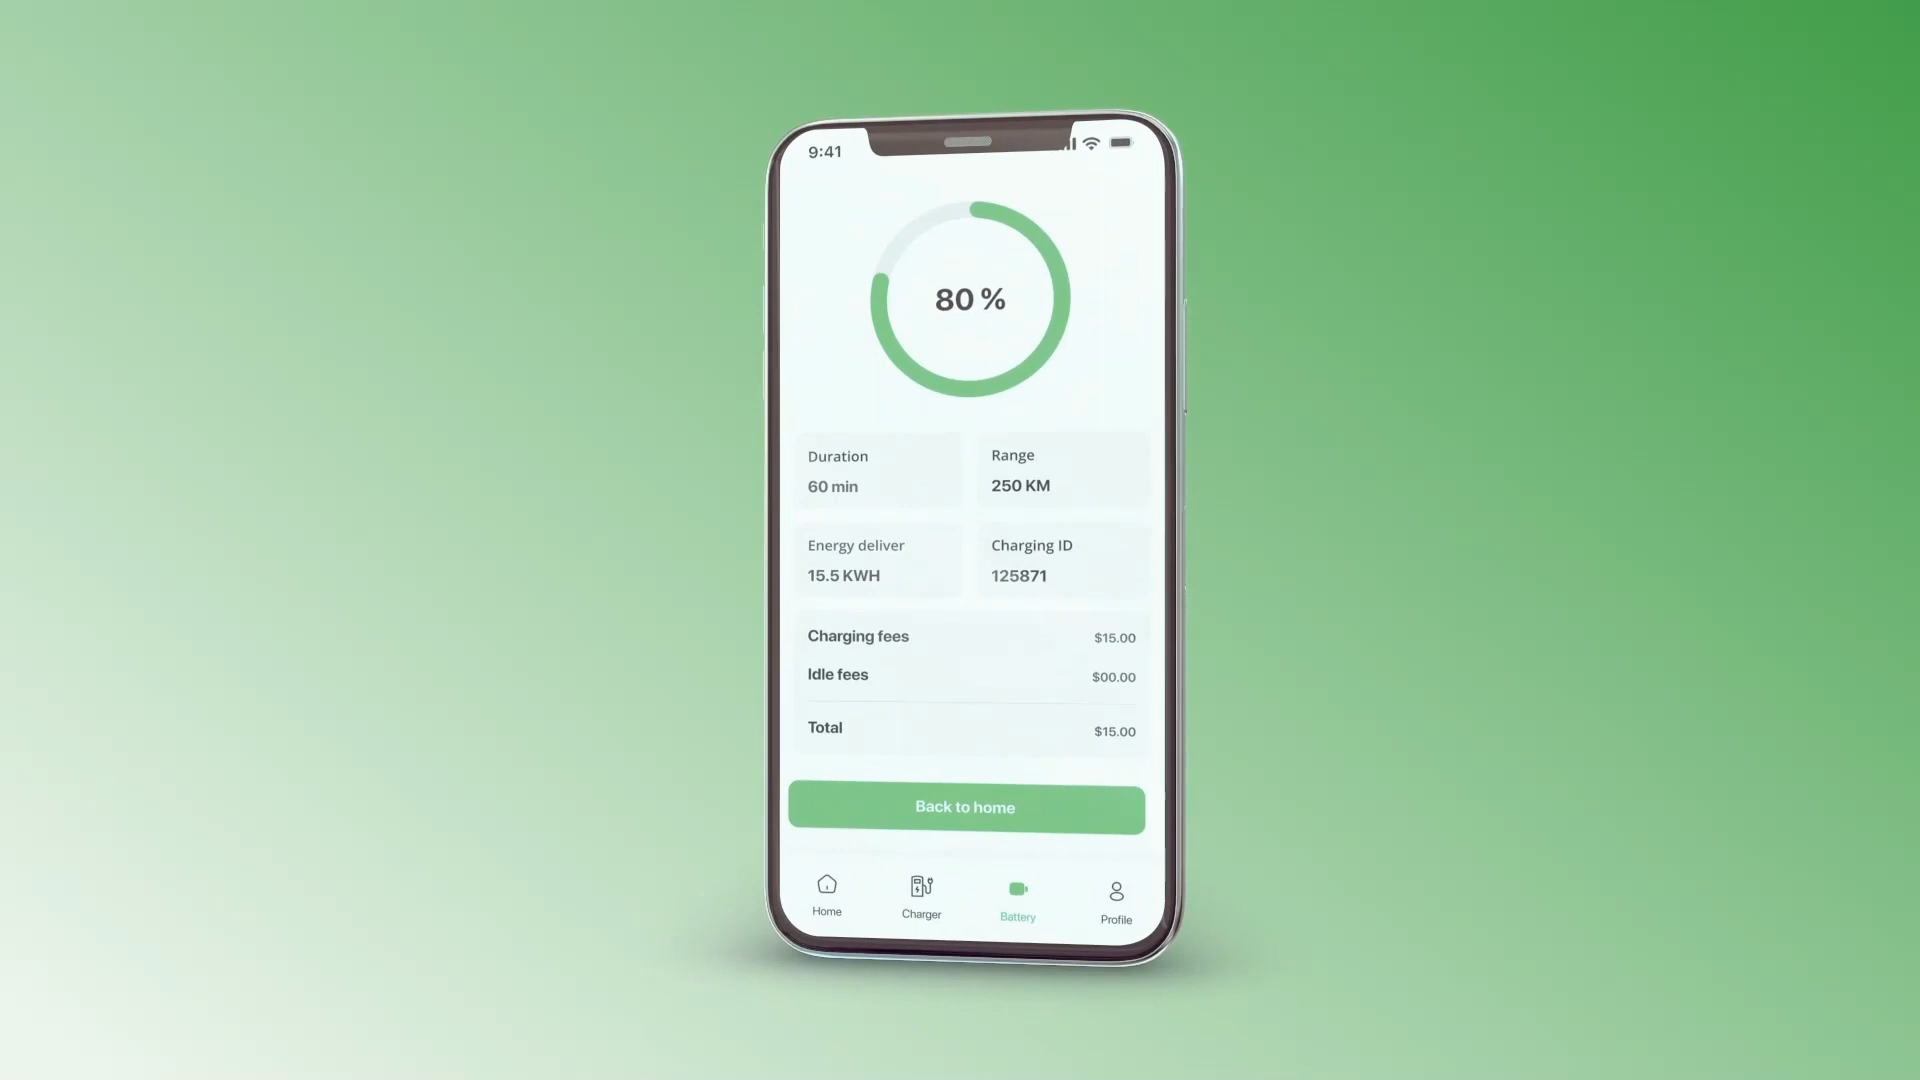 9:41
80 %
Duration
60 min
Range
250 KM
Energy deliver
15.5 KWH
Charging ID
125871
Charging fees
$15.00
Idle fees
$00.00
Total
$15.00
Back to home
Home
Charger
Battery
Profile